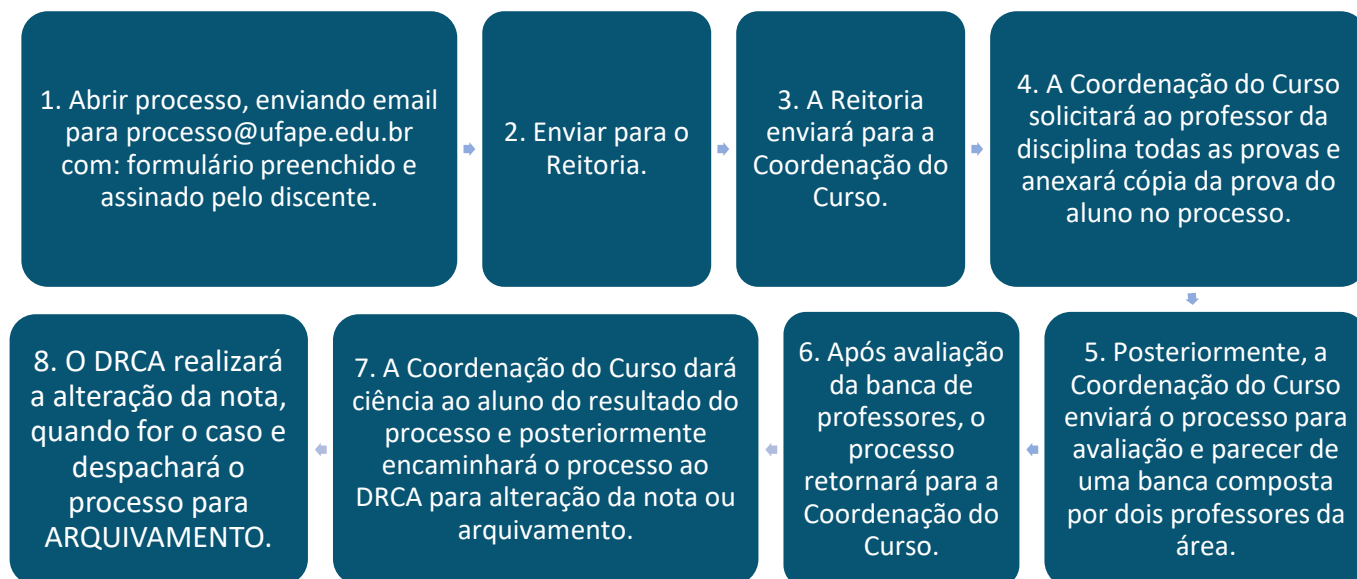 1. Abrir processo, enviando email
para processo@ufape.edu.br
com: formulário preenchido e
assinado pelo discente.
2. Enviar para o
Reitoria.
3. A Reitoria
enviará para a
Coordenação do
Curso.
4. A Coordenação do Curso
solicitará ao professor da
disciplina todas as provas e
anexará cópia da prova do
aluno no processo.
5. Posteriormente, a
Coordenação do Curso
enviará o processo para
avaliação e parecer de
uma banca composta
por dois professores da
área.
6. Após avaliação
da banca de
professores, o
processo
retornará para a
Coordenação do
Curso.
7. A Coordenação do Curso dará
ciência ao aluno do resultado do
processo e posteriormente
encaminhará o processo ao
DRCA para alteração da nota ou
arquivamento.
8. O DRCA realizará
a alteração da nota,
quando for o caso e
despachará o
processo para
ARQUIVAMENTO.